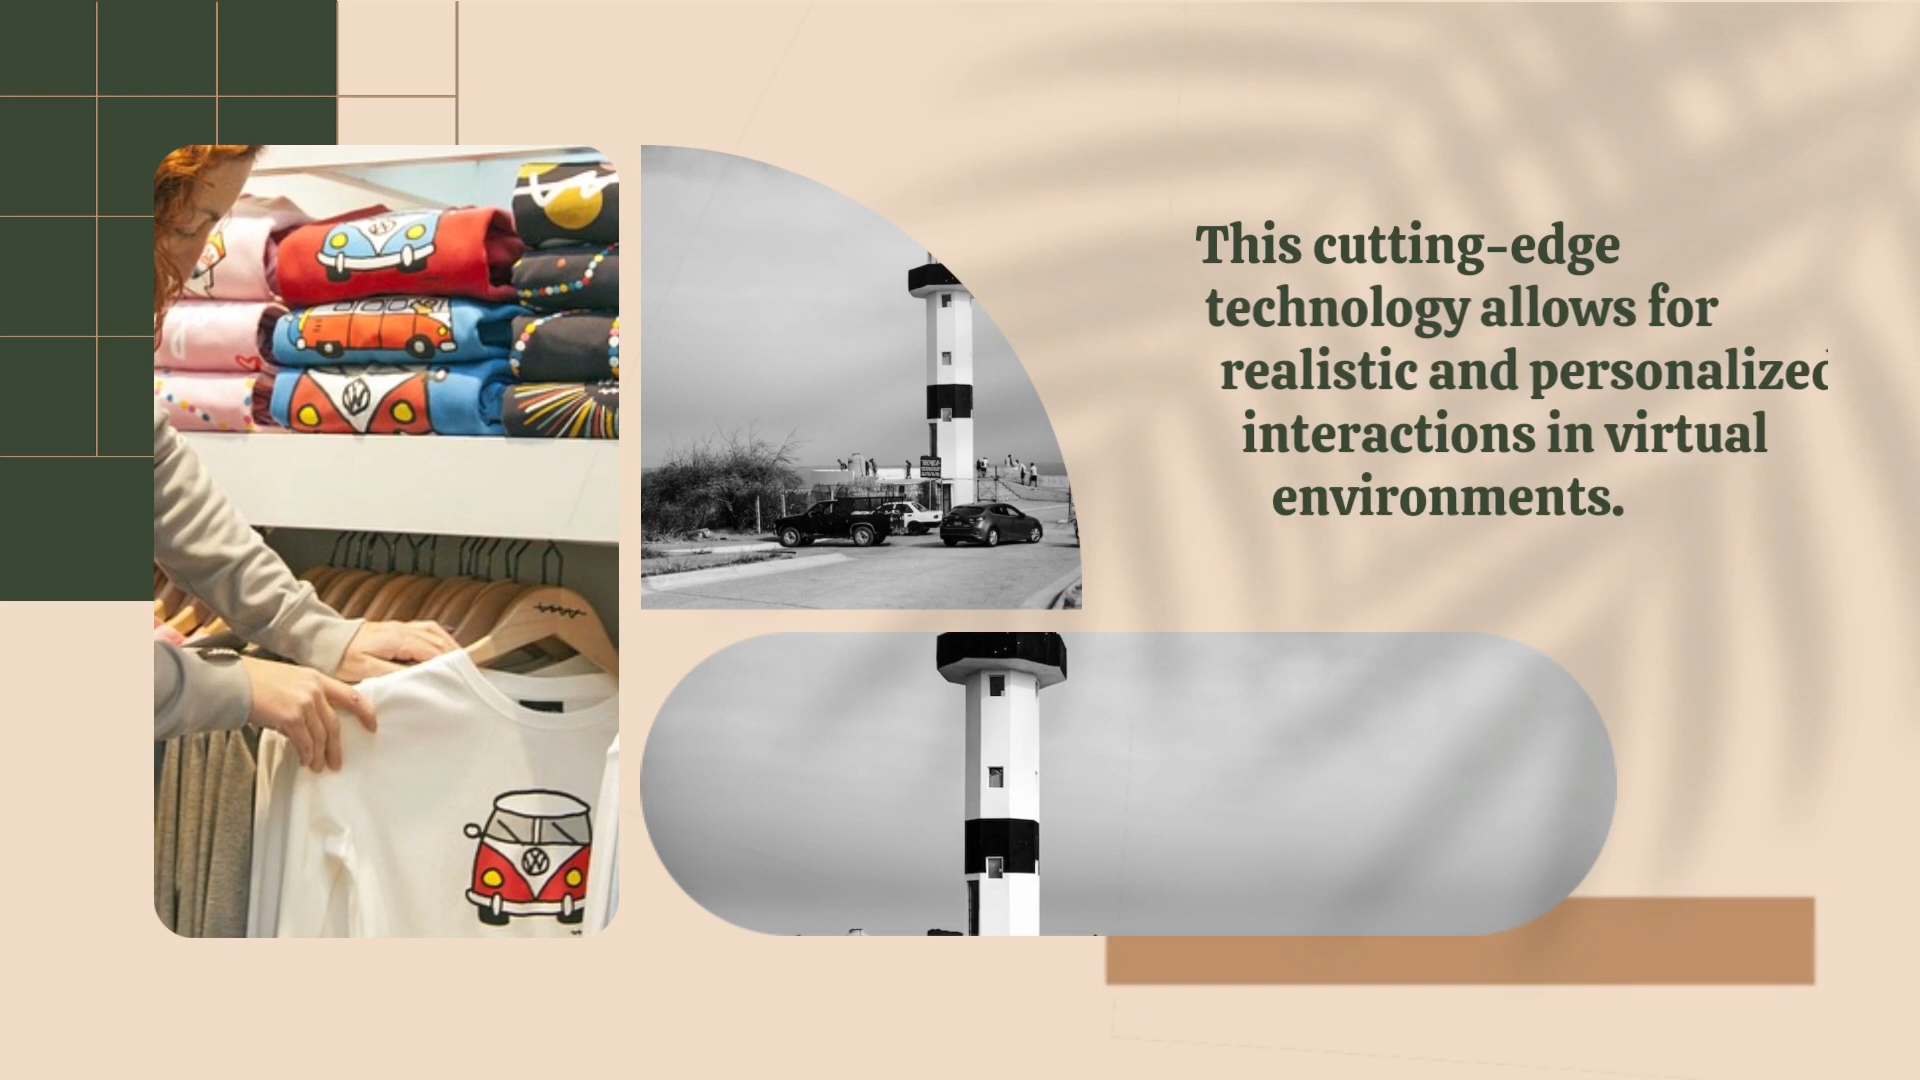 This cutting-edge
technology allows for
realistic and personalized
interactions in virtual
environments.